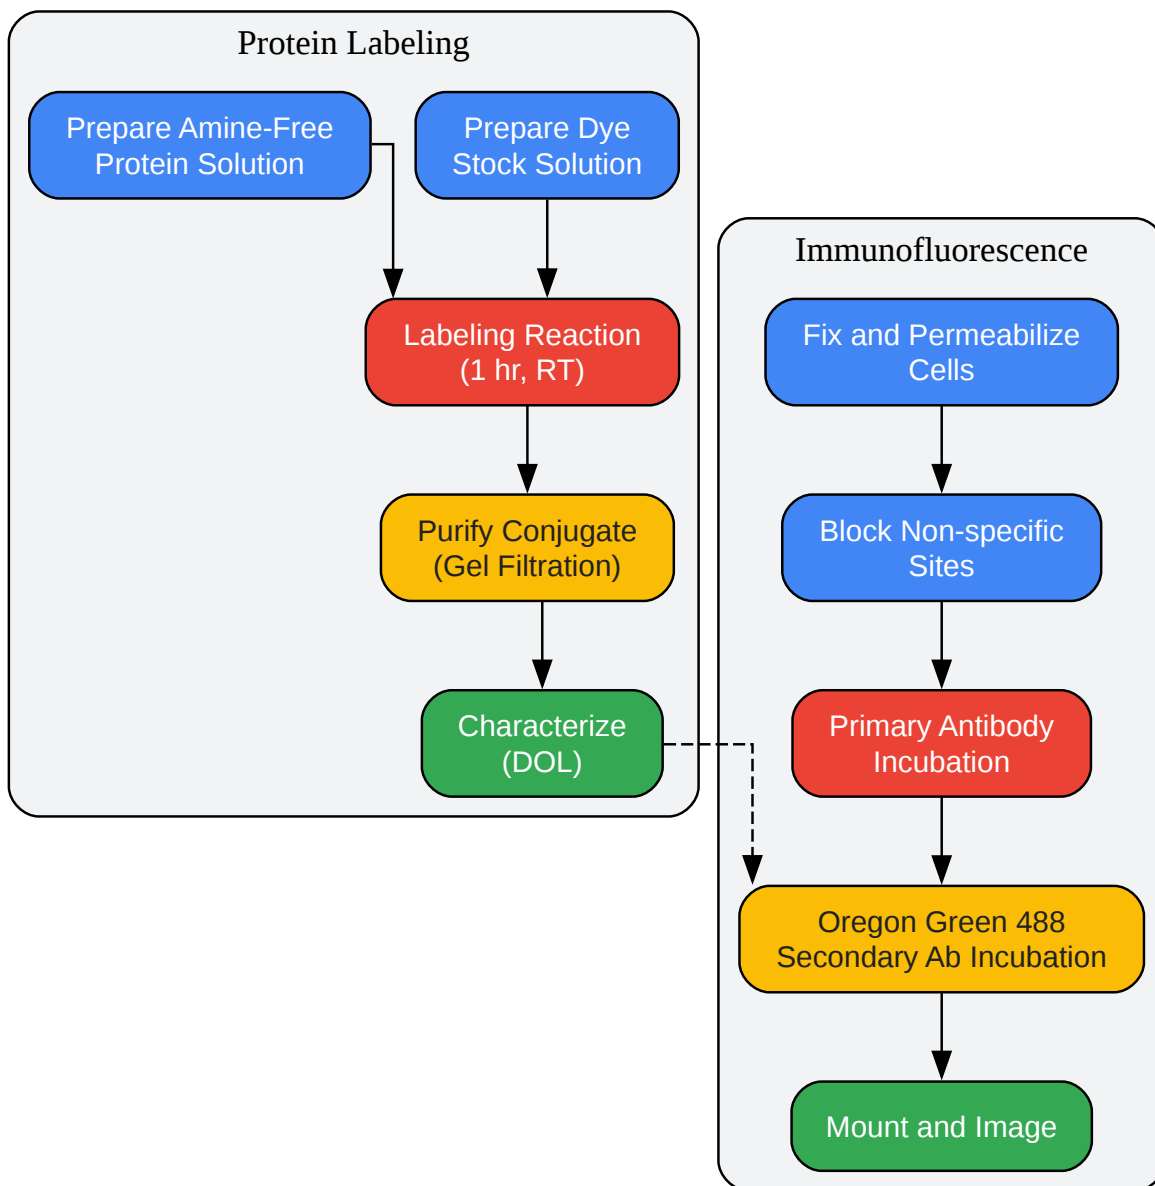 Protein Labeling
Prepare Amine-Free
Protein Solution
Prepare Dye
Stock Solution
Labeling Reaction
(1 hr, RT)
Purify Conjugate
(Gel Filtration)
Characterize
(DOL)
Immunofluorescence
Fix and Permeabilize
Cells
Block Non-specific
Sites
Primary Antibody
Incubation
Oregon Green 488
Secondary Ab Incubation
Mount and Image